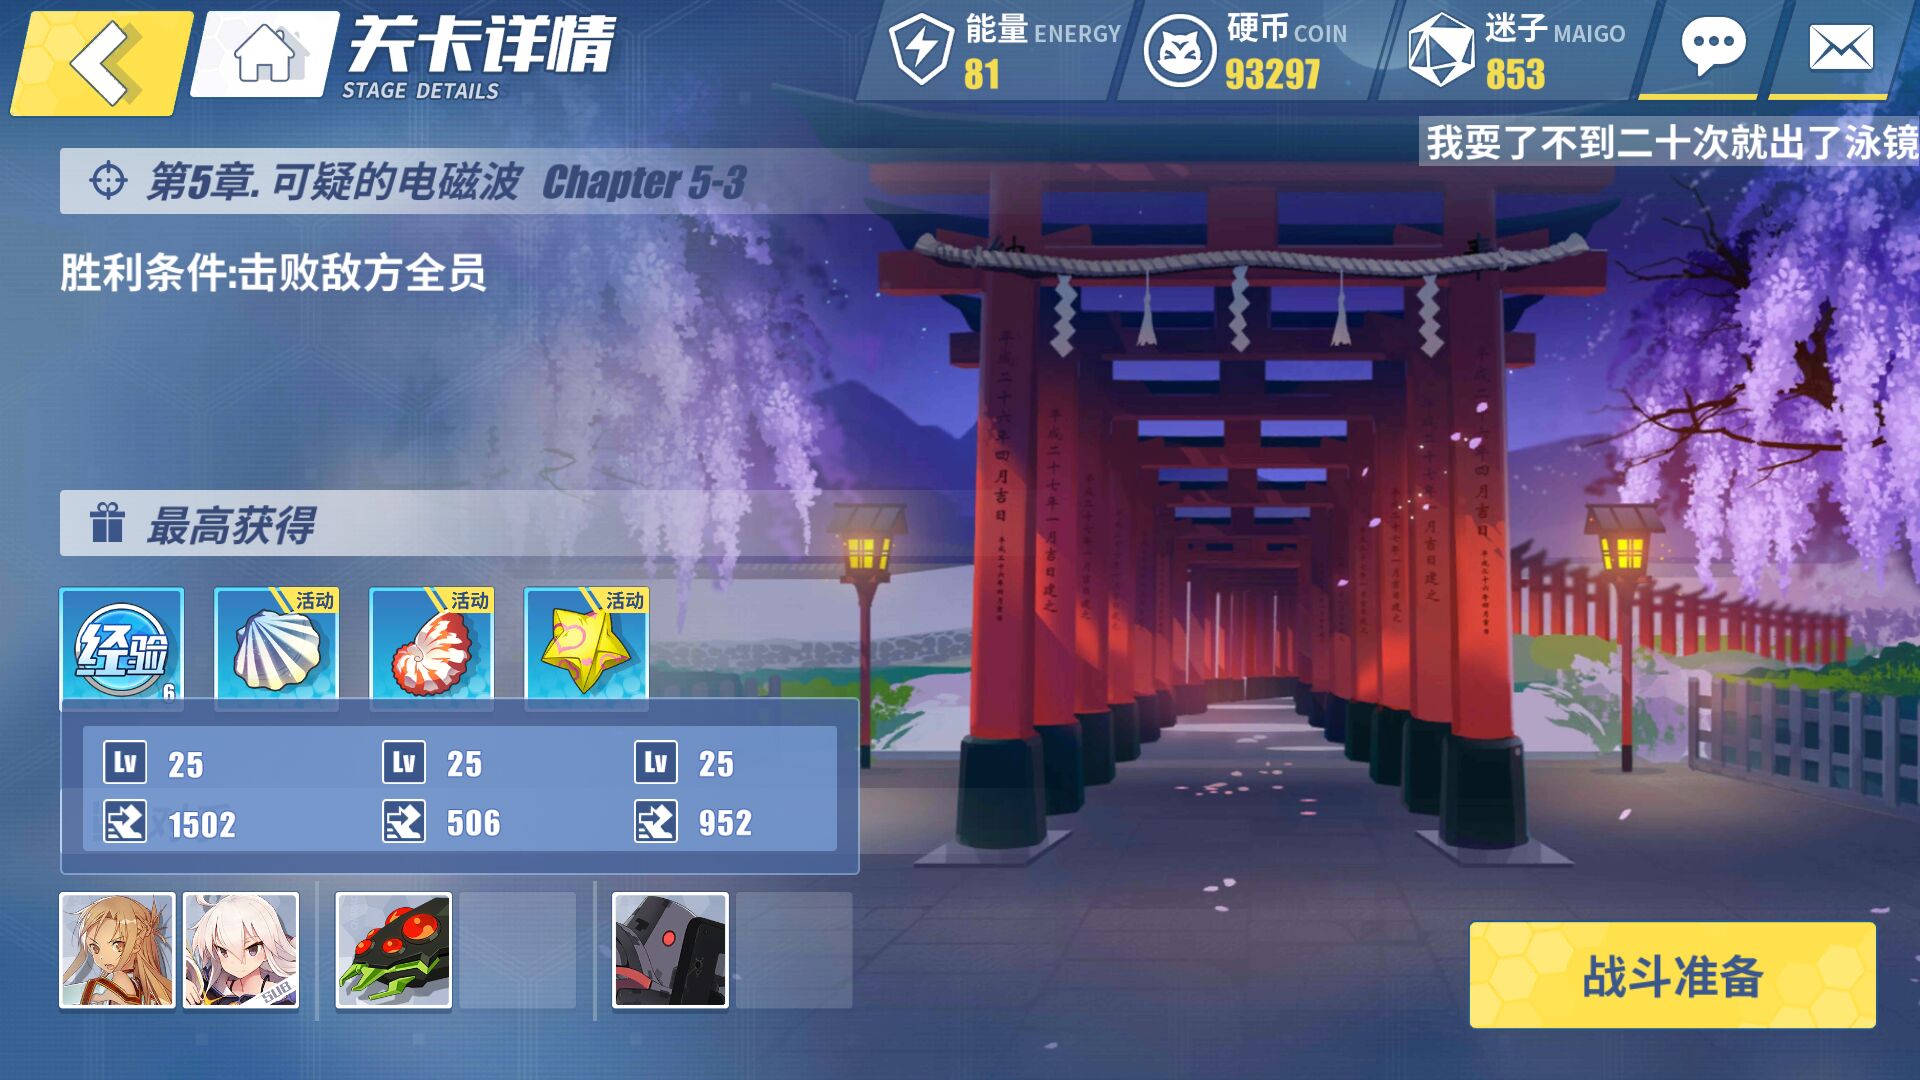 关卡详情
STAGE DETAILS
能量 ENERGY
81
硬币 COIN
93297
迷子 MAIGO
853
我耍了不到二十次就出了泳镜
第5章.可疑的电磁波 Chapter 5-3
胜利条件:击败敌方全员
最高获得
经验
6
活动
活动
活动
Lv 25
Lv 25
Lv 25
1502
506
952
SUB
战斗准备